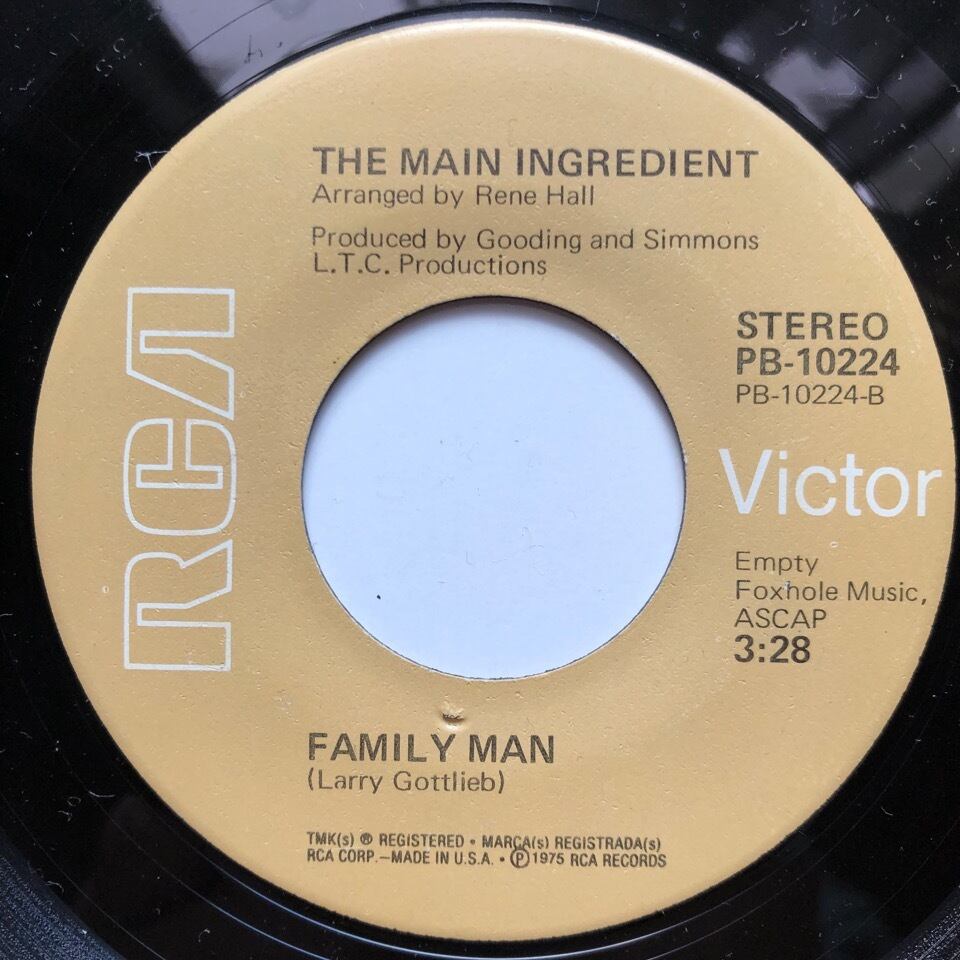 THE MAIN INGREDIENT
Arranged by Rene Hall
Produced by Gooding and Simmons
L.T.C. Productions
RCA
STEREO
PB-10224
PB-10224-B
Victor
Empty
Foxhole Music,
ASCAP
3:28
FAMILY MAN
(Larry Gottlieb)
TMK(s) ® REGISTERED • MARCA(s) REGISTRADA(s)
RCA CORP.—MADE IN U.S.A. • ℗ 1975 RCA RECORDS